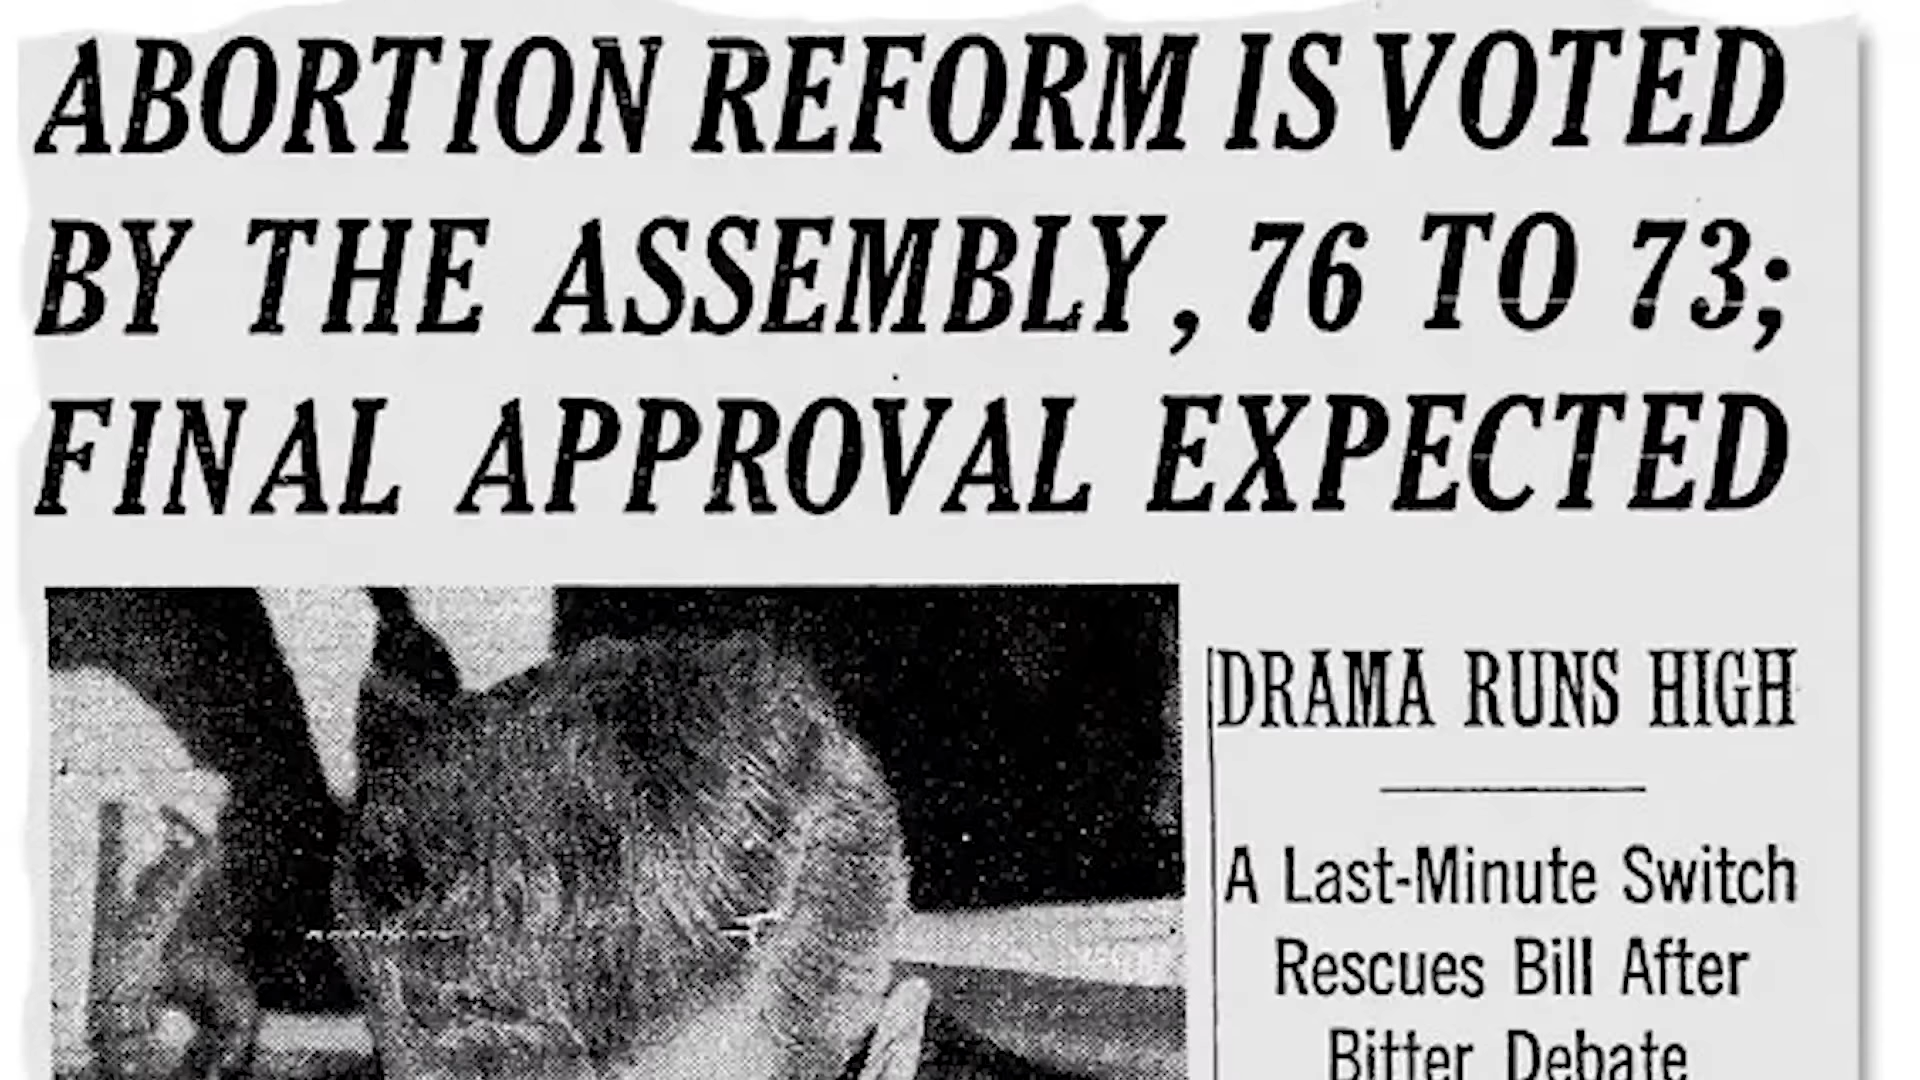 ABORTION REFORM IS VOTED
BY THE ASSEMBLY, 76 TO 73;
FINAL APPROVAL EXPECTED
DRAMA RUNS HIGH
A Last-Minute Switch
Rescues Bill After
Bitter Debate